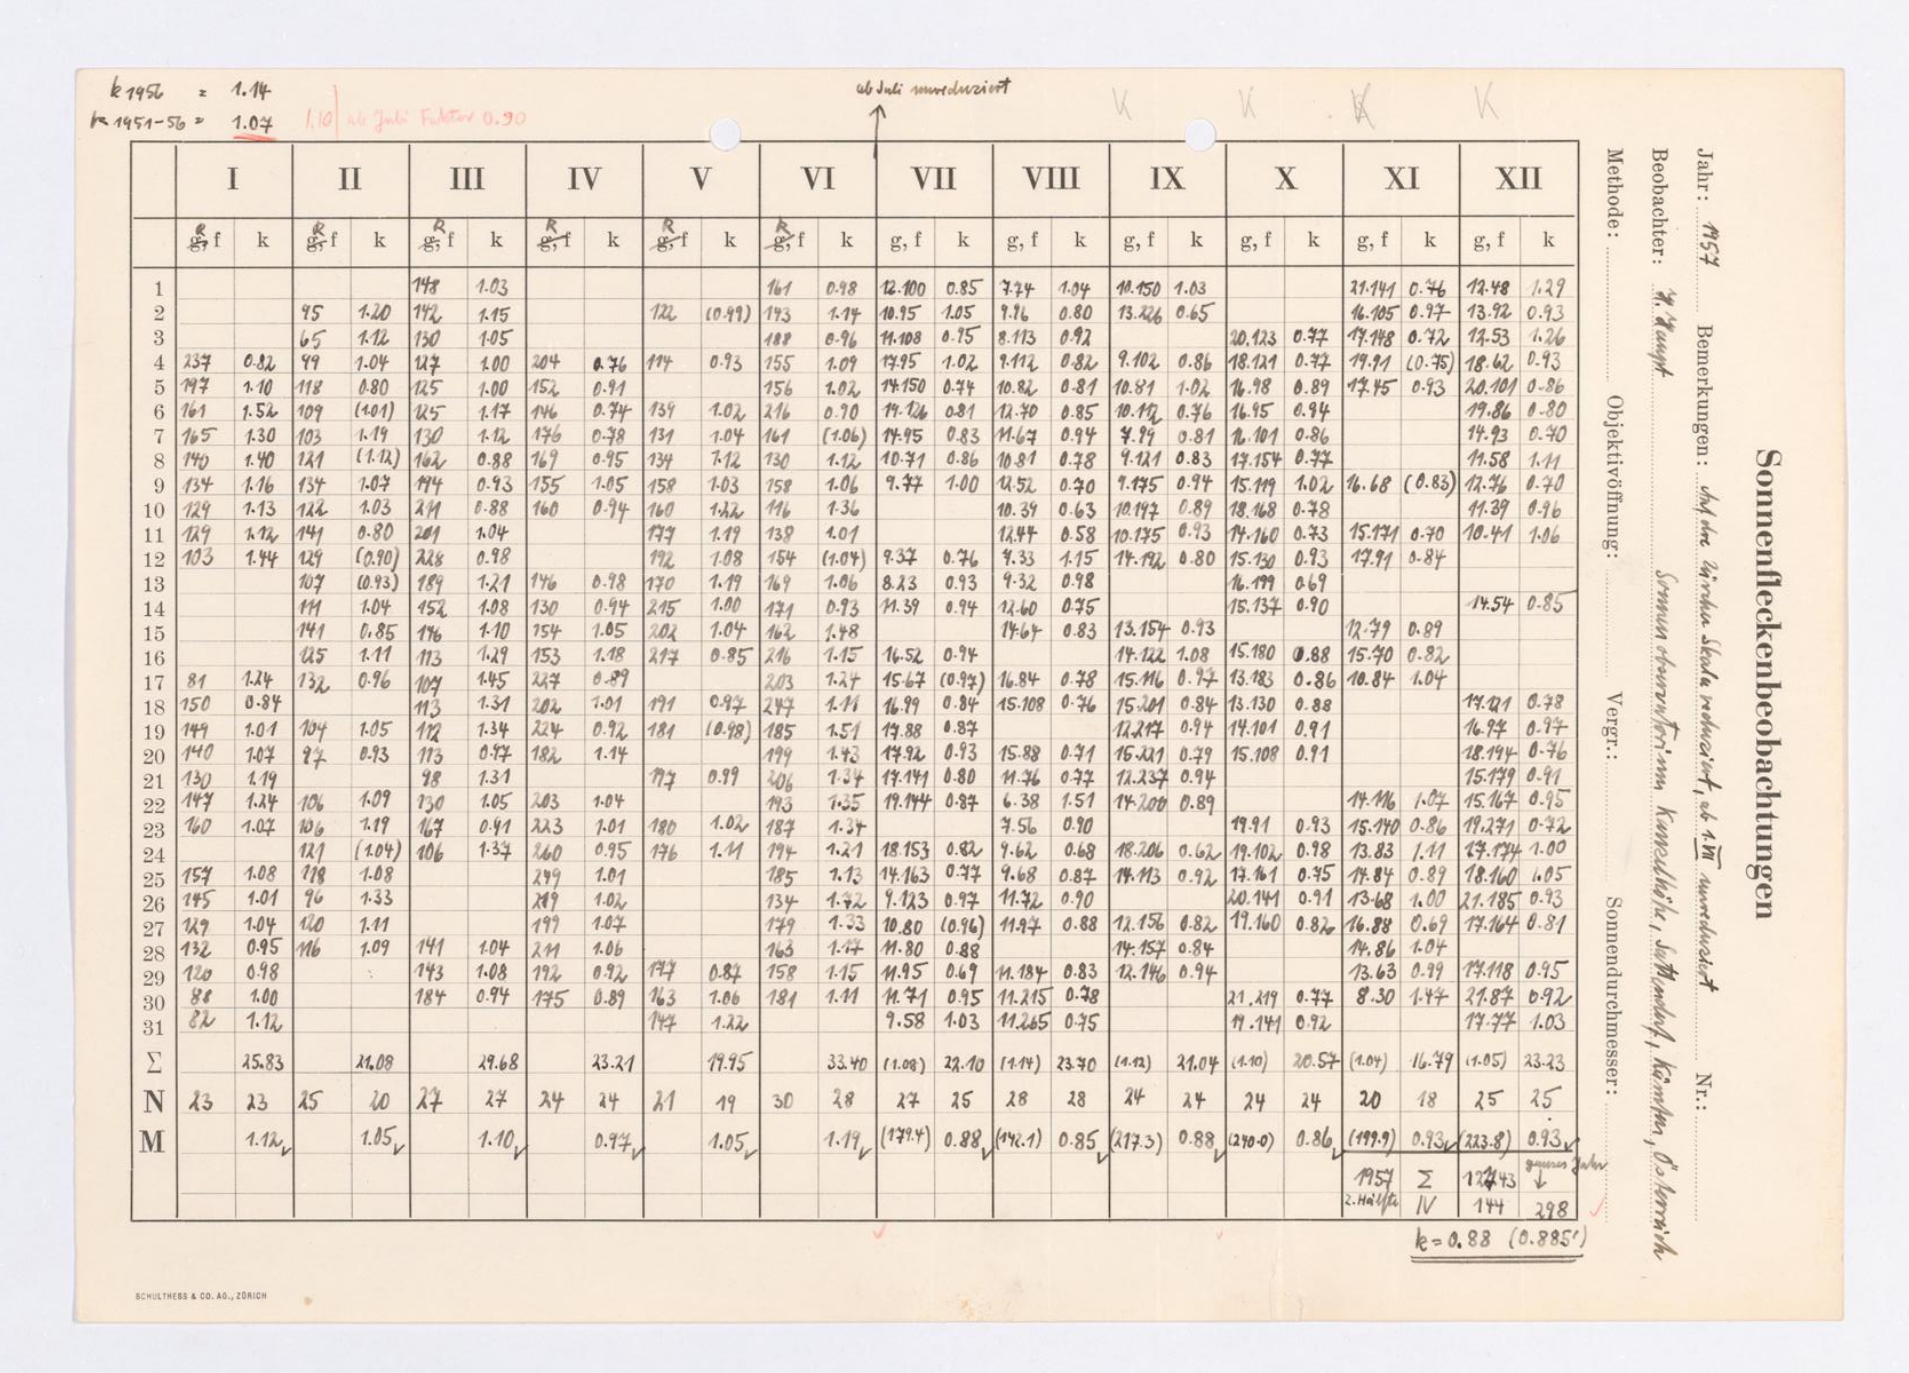 k 1956 = 1.14
k 1951-56 = 1.07 1.10 ab Juli Faktor 0.90
ab Juli unreduziert
K K K K
I II III IV V VI VII VIII IX X XI XII
R g, f k R g, f k R g, f k R g, f k R g, f k R g, f k g, f k g, f k g, f k g, f k g, f k g, f k
1 148 1.03 161 0.98 12.100 0.85 7.74 1.04 10.150 1.03 21.141 0.76 12.48 1.29
2 95 1.20 142 1.15 122 (0.99) 143 1.14 10.95 1.05 9.96 0.80 13.226 0.65 16.105 0.97 13.92 0.93
3 65 1.12 130 1.05 188 0.96 11.108 0.95 8.113 0.92 20.123 0.77 17.148 0.72 12.53 1.26
4 237 0.82 99 1.04 127 1.00 204 0.76 114 0.93 155 1.09 17.95 1.02 9.112 0.82 9.102 0.86 18.121 0.77 19.91 (0.75) 18.62 0.93
5 197 1.10 118 0.80 125 1.00 152 0.91 156 1.02 14.150 0.74 10.82 0.81 10.81 1.02 16.98 0.89 17.45 0.93 20.101 0.86
6 161 1.52 109 (1.01) 125 1.17 146 0.74 139 1.02 216 0.90 19.126 0.81 12.70 0.85 10.112 0.76 16.95 0.94 19.86 0.80
7 165 1.30 103 1.19 130 1.12 176 0.78 131 1.04 161 (1.06) 14.95 0.83 11.67 0.94 7.99 0.81 16.101 0.86 14.93 0.70
8 140 1.40 121 (1.12) 162 0.88 169 0.95 134 1.12 130 1.12 10.71 0.86 10.81 0.78 9.121 0.83 17.154 0.77 11.58 1.11
9 134 1.16 134 1.07 194 0.93 155 1.05 158 1.03 158 1.06 9.77 1.00 12.52 0.70 9.175 0.94 15.119 1.02 16.68 (0.83) 12.76 0.70
10 129 1.13 122 1.03 211 0.88 160 0.94 160 1.22 116 1.36 10.39 0.63 10.197 0.89 18.168 0.78 11.39 0.96
11 129 1.12 141 0.80 201 1.04 177 1.19 138 1.01 12.44 0.58 10.175 0.93 14.160 0.73 15.171 0.70 10.41 1.06
12 103 1.44 129 (0.90) 228 0.98 192 1.08 154 (1.04) 9.37 0.76 9.33 1.15 14.192 0.80 15.130 0.93 17.91 0.84
13 107 (0.93) 189 1.21 146 0.98 170 1.19 169 1.06 8.23 0.93 9.32 0.98 16.199 0.69
14 111 1.04 152 1.08 130 0.94 215 1.00 171 0.93 11.39 0.94 12.60 0.75 15.137 0.90 14.54 0.85
15 141 0.85 146 1.10 154 1.05 202 1.04 162 1.48 14.64 0.83 13.154 0.93 12.79 0.89
16 125 1.11 113 1.29 153 1.18 217 0.85 216 1.15 16.52 0.94 14.122 1.08 15.180 0.88 15.70 0.82
17 81 1.24 132 0.96 107 1.45 227 0.89 203 1.24 15.67 (0.97) 16.84 0.78 15.116 0.97 13.183 0.86 10.84 1.04
18 150 0.84 113 1.31 202 1.01 191 0.97 247 1.11 16.99 0.84 15.108 0.76 15.201 0.84 13.130 0.88 17.121 0.78
19 149 1.01 104 1.05 112 1.34 224 0.92 181 (0.98) 185 1.51 17.88 0.87 12.217 0.94 14.101 0.91 16.97 0.97
20 140 1.07 97 0.93 113 0.97 182 1.14 199 1.43 17.92 0.93 15.88 0.71 15.221 0.79 15.108 0.91 18.194 0.76
21 130 1.19 98 1.31 197 0.99 206 1.34 17.141 0.80 11.76 0.77 12.237 0.94 15.179 0.91
22 147 1.24 106 1.09 130 1.05 203 1.04 193 1.35 19.144 0.87 6.38 1.51 14.200 0.89 14.116 1.07 15.167 0.95
23 160 1.07 106 1.19 167 0.91 223 1.01 180 1.02 187 1.34 7.56 0.90 19.91 0.93 15.140 0.86 19.271 0.72
24 121 (1.04) 106 1.37 260 0.95 176 1.11 194 1.21 18.153 0.82 9.62 0.68 18.206 0.62 19.102 0.98 13.83 1.11 17.174 1.00
25 157 1.08 118 1.08 249 1.01 185 1.13 14.163 0.77 9.68 0.87 14.113 0.92 17.161 0.75 14.84 0.89 18.160 1.05
26 145 1.01 96 1.33 219 1.02 134 1.72 9.123 0.97 11.72 0.90 20.141 0.91 13.68 1.00 21.185 0.93
27 129 1.04 120 1.11 199 1.07 179 1.33 10.80 (0.96) 11.97 0.88 12.156 0.82 19.160 0.82 16.88 0.69 17.164 0.81
28 132 0.95 116 1.09 141 1.04 211 1.06 163 1.17 11.80 0.88 14.157 0.84 14.86 1.04
29 120 0.98 143 1.08 192 0.92 177 0.87 158 1.15 11.95 0.69 11.184 0.83 12.146 0.94 13.63 0.99 17.118 0.95
30 88 1.00 184 0.94 175 0.89 163 1.06 181 1.11 11.71 0.95 11.215 0.78 21.219 0.77 8.30 1.47 21.87 0.92
31 82 1.12 147 1.22 9.58 1.03 11.265 0.75 19.141 0.92 17.77 1.03
Σ 25.83 21.08 29.68 23.21 19.95 33.40 (1.08) 22.10 (1.14) 23.70 (1.12) 21.04 (1.10) 20.57 (1.04) 16.79 (1.05) 23.23
N 23 23 25 20 27 27 24 24 21 19 30 28 27 25 28 28 24 24 24 24 20 18 25 25
M 1.12 1.05 1.10 0.97 1.05 1.19 (179.4) 0.88 (142.1) 0.85 (217.3) 0.88 (240.0) 0.86 (199.9) 0.93 (223.8) 0.93
ganzes Jahr
1957 Σ 127.43 ↓
2. Hälfte N 144 298
k = 0.88 (0.885)
SCHULTHESS & CO. AG., ZÜRICH
Sonnenfleckenbeobachtungen
Jahr: 1957 Bemerkungen: Auf die Zürcher Skala reduziert, ab 1. VII unreduziert Nr.:
Beobachter: H. Haupt Sonnenobservatorium Kanzelhöhe, Sattendorf, Kärnten, Österreich
Methode: Objektivöffnung: Vergr.: Sonnendurchmesser: